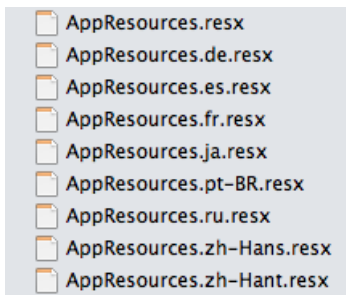 AppResources.resx
AppResources.de.resx
AppResources.es.resx
AppResources.fr.resx
AppResources.ja.resx
AppResources.pt-BR.resx
AppResources.ru.resx
AppResources.zh-Hans.resx
AppResources.zh-Hant.resx